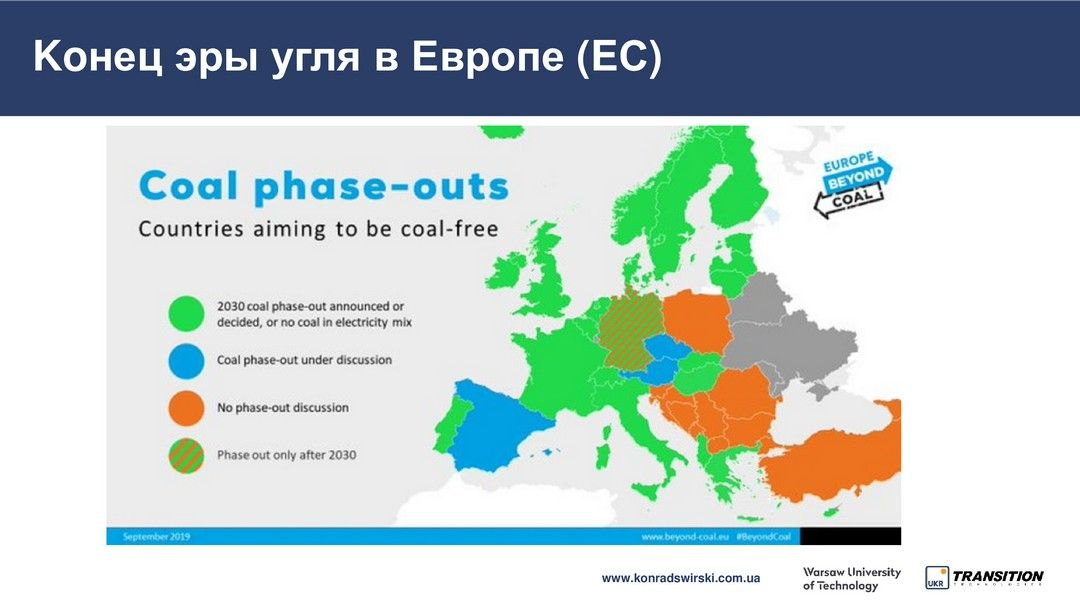 Конец эры угля в Европе (ЕС)
Coal phase-outs
Countries aiming to be coal-free
EUROPE
BEYOND
COAL
2030 coal phase-out announced or
decided, or no coal in electricity mix
Coal phase-out under discussion
No phase-out discussion
Phase out only after 2030
September 2019
www.beyond-coal.eu #BeyondCoal
www.konradswirski.com.ua
Warsaw University
of Technology
UKR
TRANSITION
TECHNOLOGIES